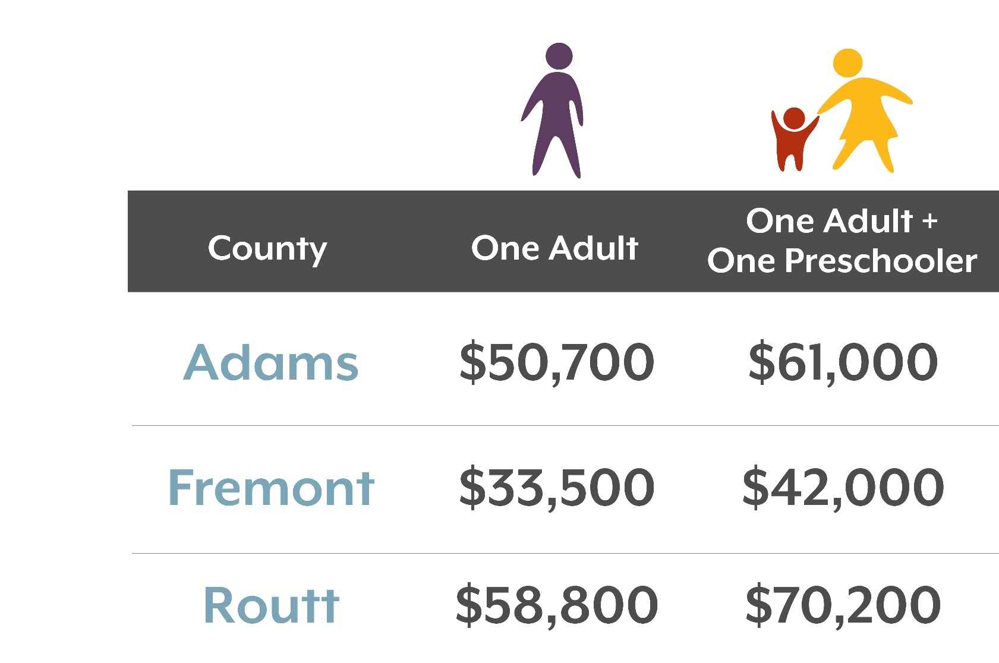 County One Adult One Adult +
One Preschooler
Adams $50,700 $61,000
Fremont $33,500 $42,000
Routt $58,800 $70,200